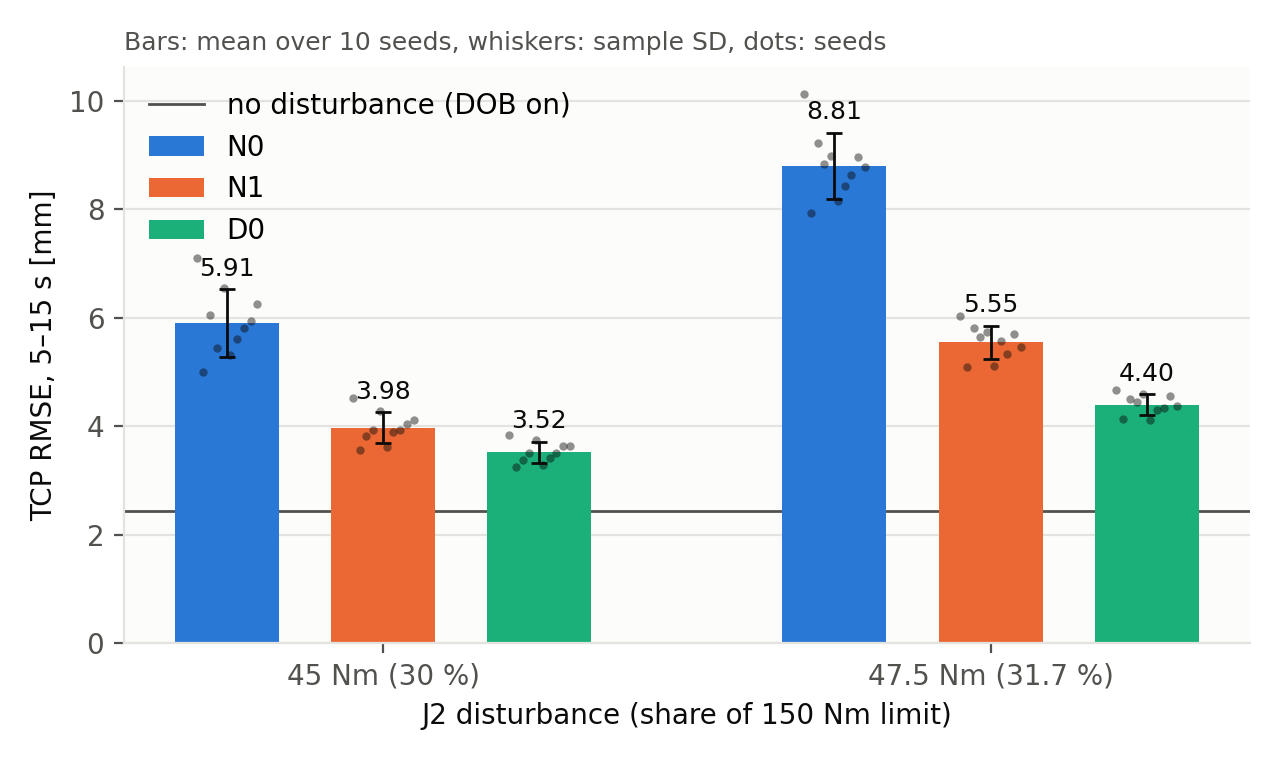 Bars: mean over 10 seeds, whiskers: sample SD, dots: seeds
TCP RMSE, 5–15 s [mm]
10
8
6
4
2
0
no disturbance (DOB on)
N0
N1
D0
5.91
3.98
3.52
8.81
5.55
4.40
45 Nm (30 %)
47.5 Nm (31.7 %)
J2 disturbance (share of 150 Nm limit)